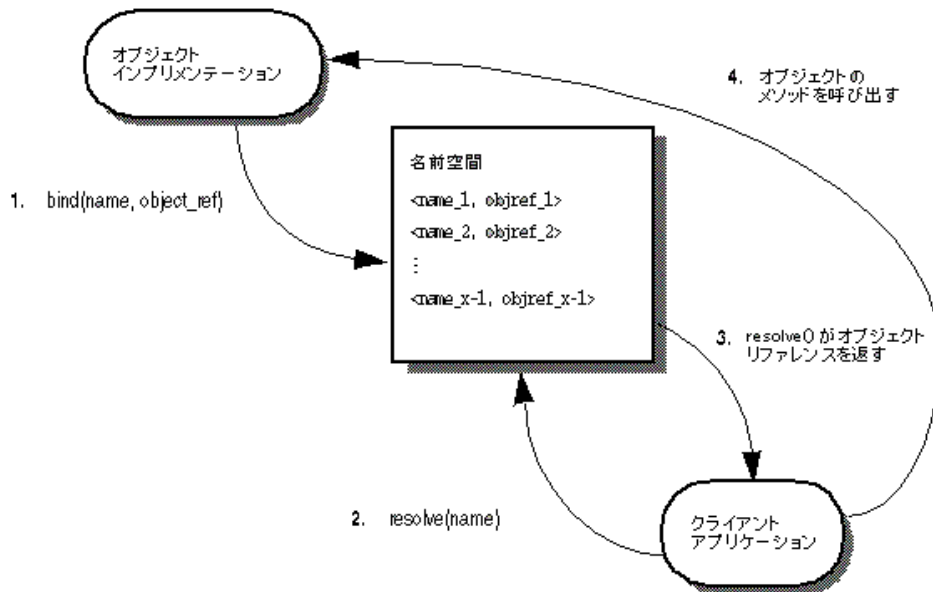 オブジェクト
インプリメンテーション
4. オブジェクトの
メソッドを呼び出す
名前空間
<name_1, objref_1>
<name_2, objref_2>
⋮
<name_x-1, objref_x-1>
1. bind(name, object_ref)
3. resolve()がオブジェクト
リファレンスを返す
2. resolve(name)
クライアント
アプリケーション